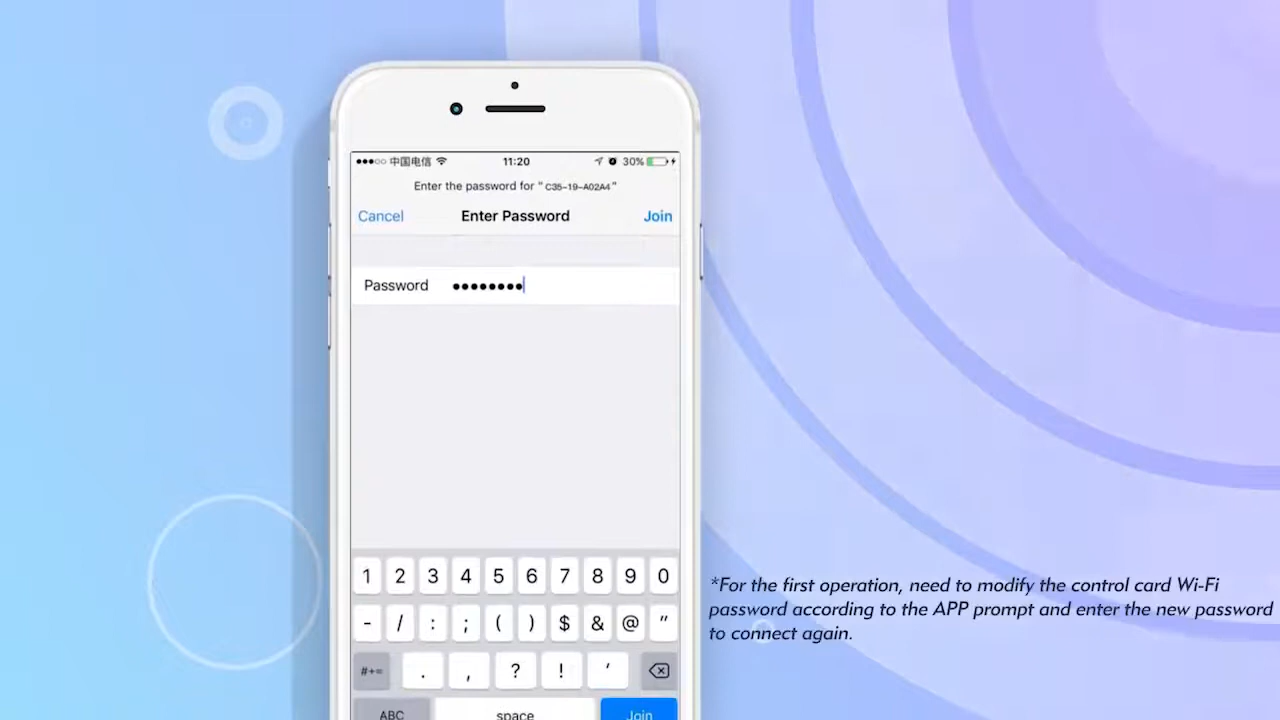 中国电信 11:20 30%
Enter the password for "C35-19-A02A4"
Cancel Enter Password Join
Password ●●●●●●●●
1 2 3 4 5 6 7 8 9 0
- / : ; ( ) $ & @ "
#+= . , ? ! '
ABC space Join
*For the first operation, need to modify the control card Wi-Fi
password according to the APP prompt and enter the new password
to connect again.